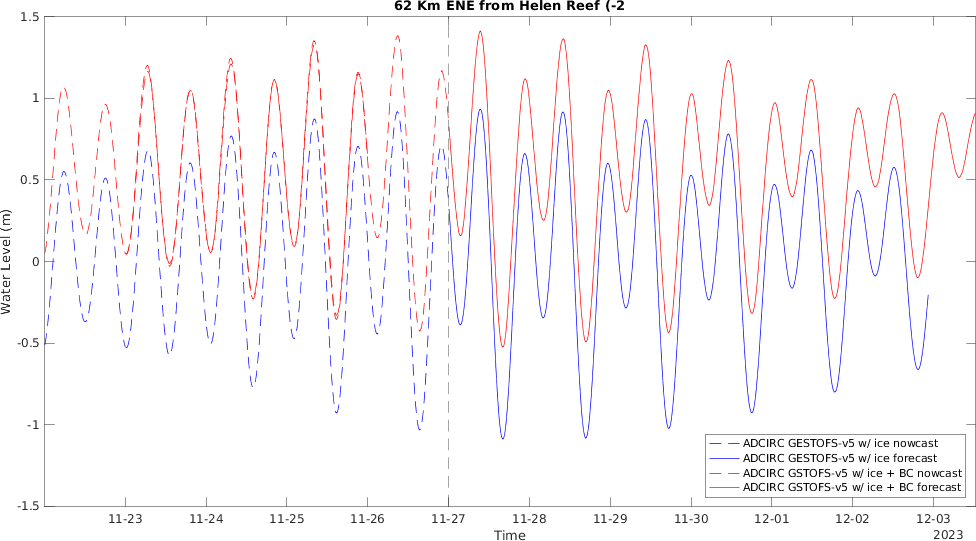 62 Km ENE from Helen Reef (-2
1.5
1
0.5
0
-0.5
-1
-1.5
Water Level (m)
11-23
11-24
11-25
11-26
11-27
11-28
11-29
11-30
12-01
12-02
12-03
Time
2023
ADCIRC GESTOFS-v5 w/ ice nowcast
ADCIRC GESTOFS-v5 w/ ice forecast
ADCIRC GSTOFS-v5 w/ ice + BC nowcast
ADCIRC GSTOFS-v5 w/ ice + BC forecast